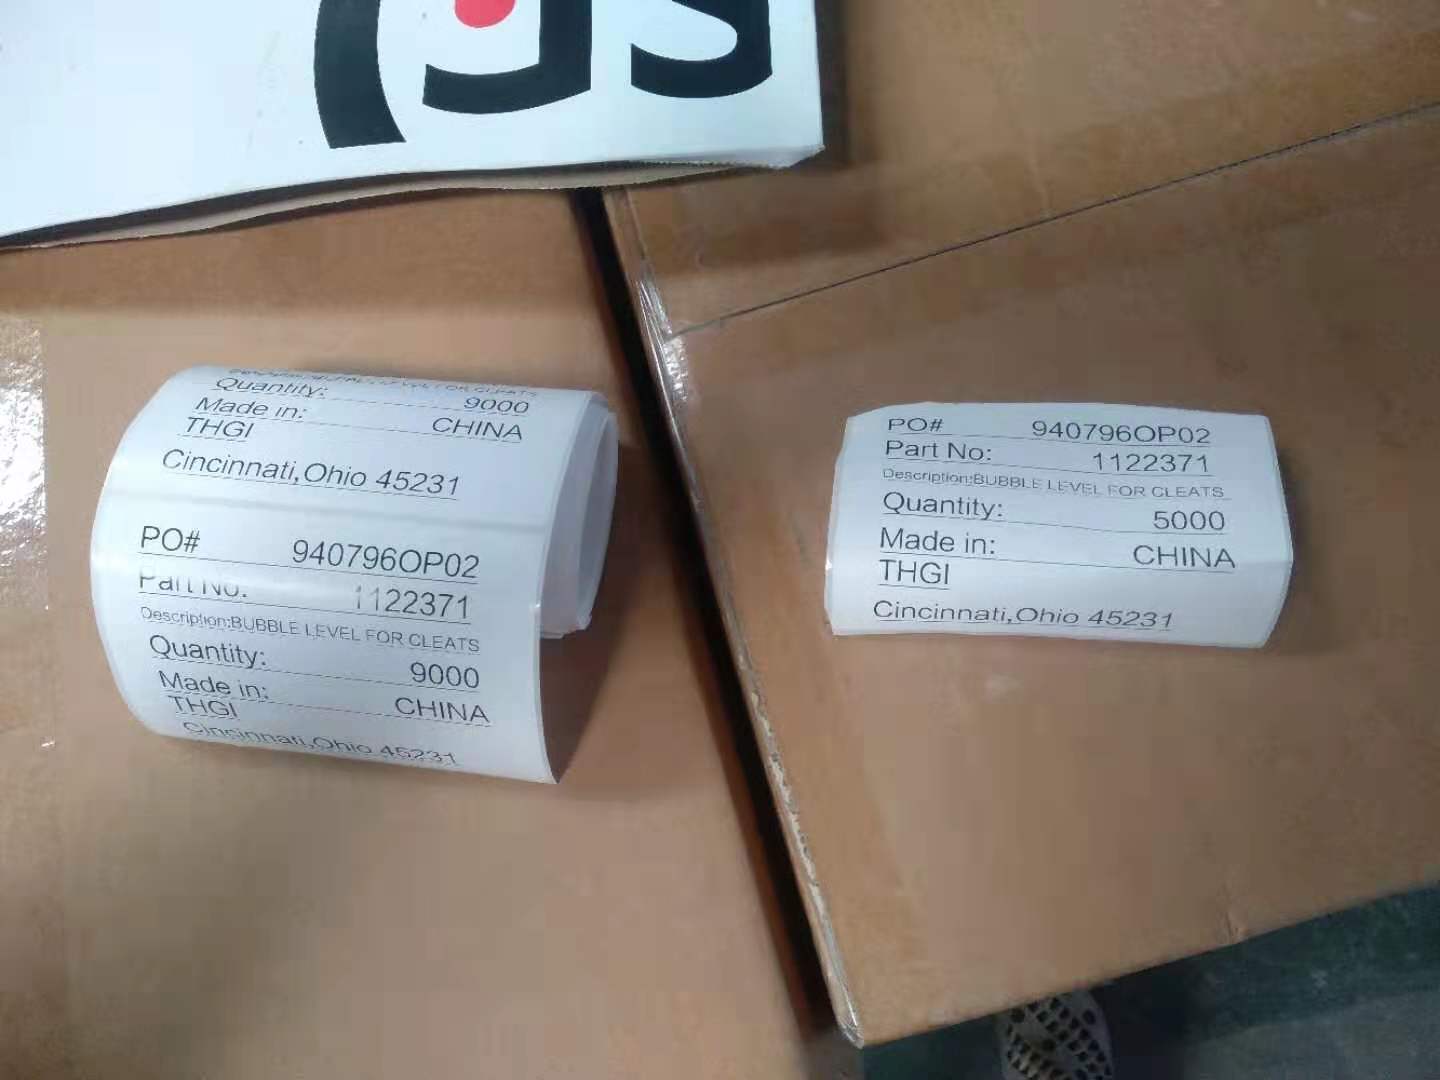 Quantity: 9000
Made in: CHINA
THGI
Cincinnati,Ohio 45231
PO# 940796OP02
Part No. 1122371
Description:BUBBLE LEVEL FOR CLEATS
Quantity: 9000
Made in: CHINA
THGI
Cincinnati,Ohio 45231
PO# 940796OP02
Part No: 1122371
Description:BUBBLE LEVEL FOR CLEATS
Quantity: 5000
Made in: CHINA
THGI
Cincinnati,Ohio 45231